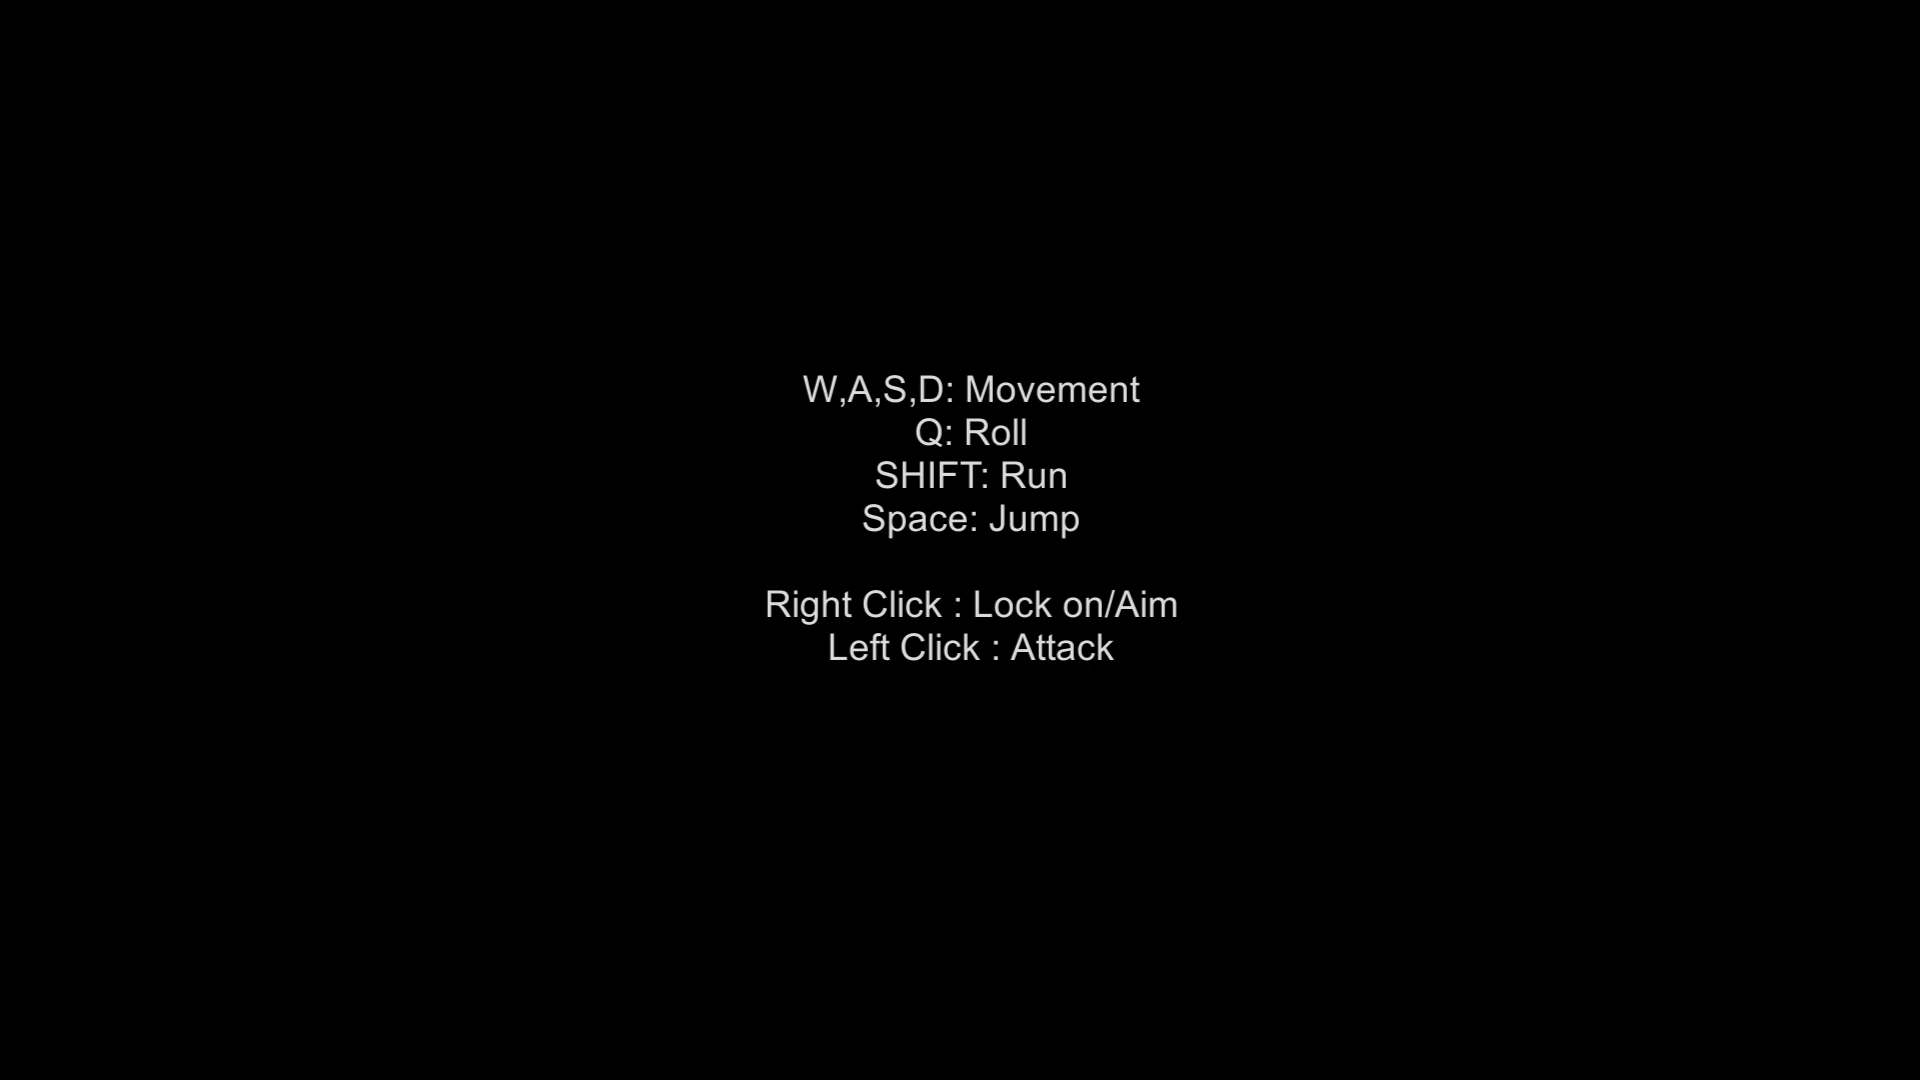 W,A,S,D: Movement
Q: Roll
SHIFT: Run
Space: Jump
Right Click : Lock on/Aim
Left Click : Attack